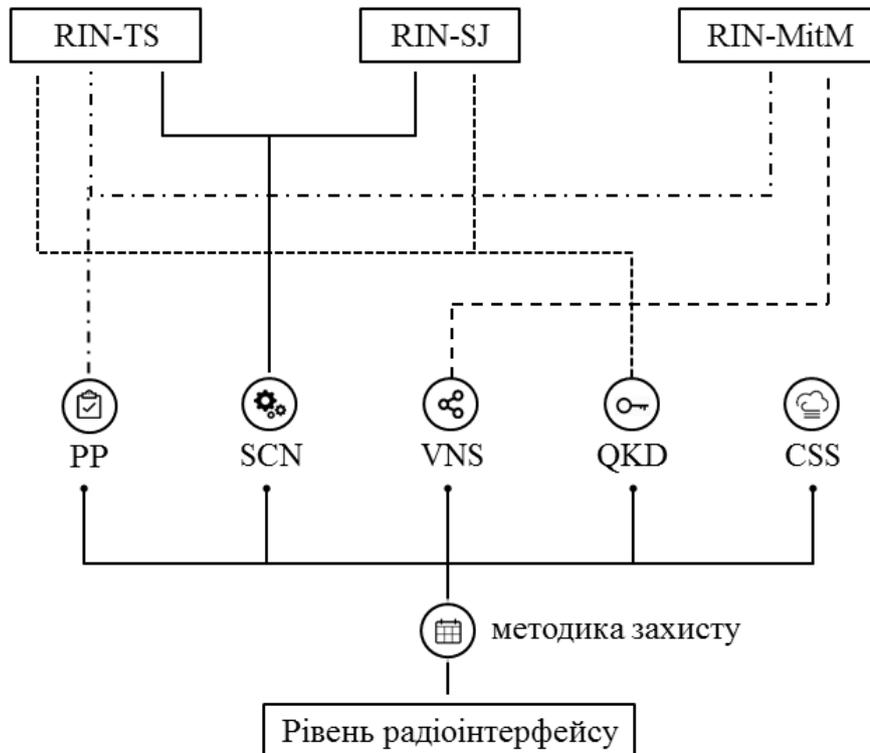 RIN-TS
RIN-SJ
RIN-MitM
PP
SCN
VNS
QKD
CSS
методика захисту
Рівень радіоінтерфейсу